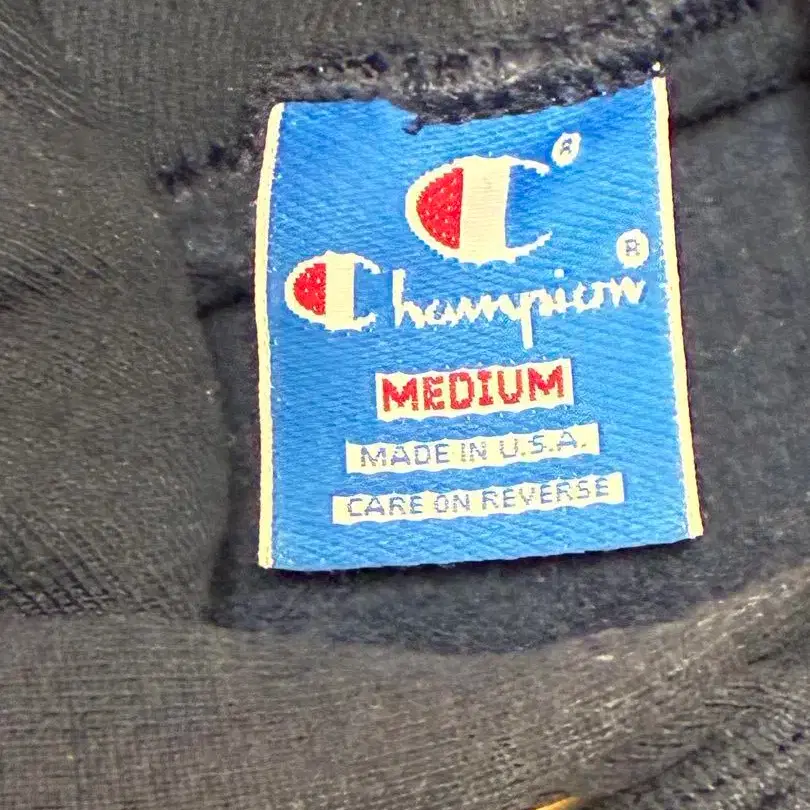 C®
Champion®
MEDIUM
MADE IN U.S.A.
CARE ON REVERSE